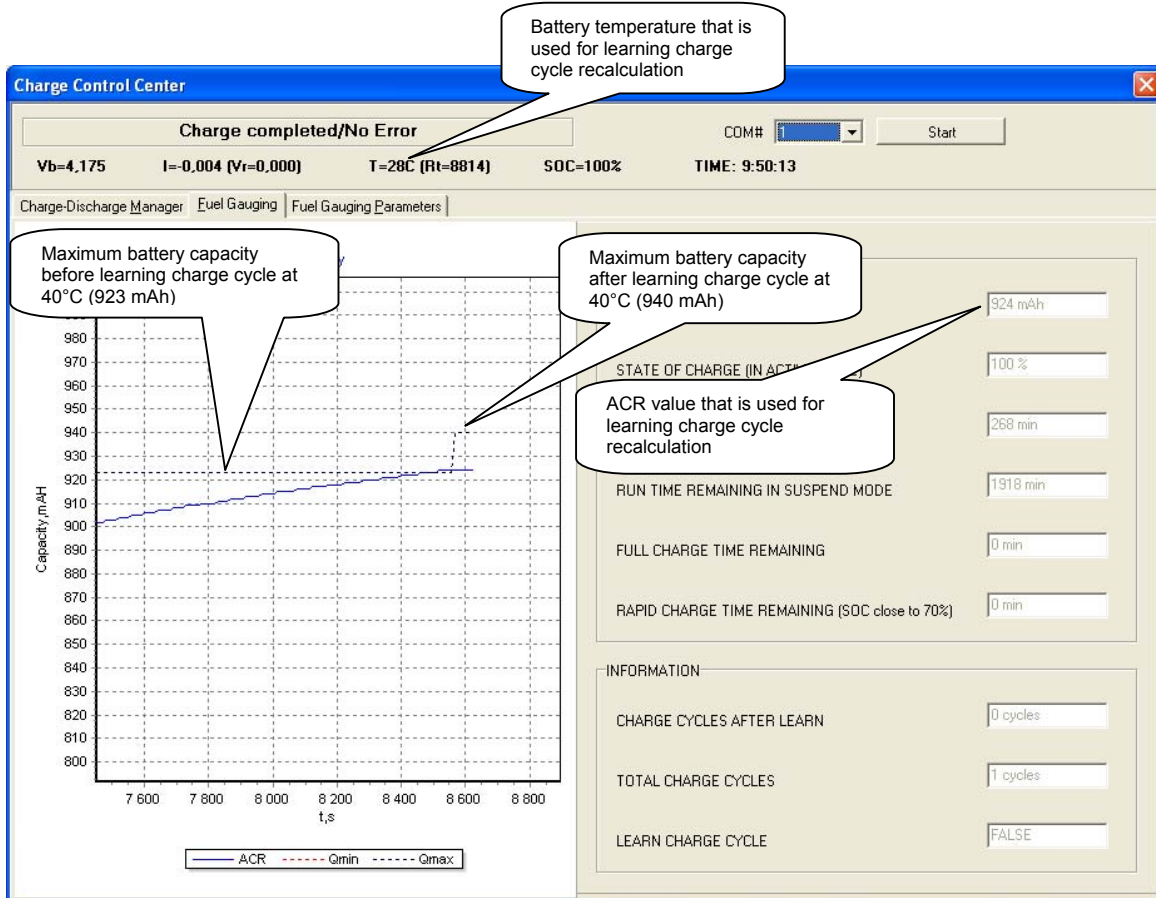 Battery temperature that is
used for learning charge
cycle recalculation
Charge Control Center
Charge completed/No Error
COM# 1
Start
Vb=4,175 I=-0,004 (Vr=0,000) T=28C (Rt=8814) SOC=100% TIME: 9:50:13
Charge-Discharge Manager Fuel Gauging Fuel Gauging Parameters
Maximum battery capacity
before learning charge cycle at
40°C (923 mAh)
Maximum battery capacity
after learning charge cycle at
40°C (940 mAh)
924 mAh
STATE OF CHARGE (IN
100 %
ACR value that is used for
learning charge cycle
recalculation
268 min
RUN TIME REMAINING IN SUSPEND MODE
1918 min
FULL CHARGE TIME REMAINING
0 min
RAPID CHARGE TIME REMAINING (SOC close to 70%)
0 min
INFORMATION
CHARGE CYCLES AFTER LEARN
0 cycles
TOTAL CHARGE CYCLES
1 cycles
LEARN CHARGE CYCLE
FALSE
Capacity,mAH
980
970
960
950
940
930
920
910
900
890
880
870
860
850
840
830
820
810
800
7 600 7 800 8 000 8 200 8 400 8 600 8 800
t,s
ACR Qmin Qmax